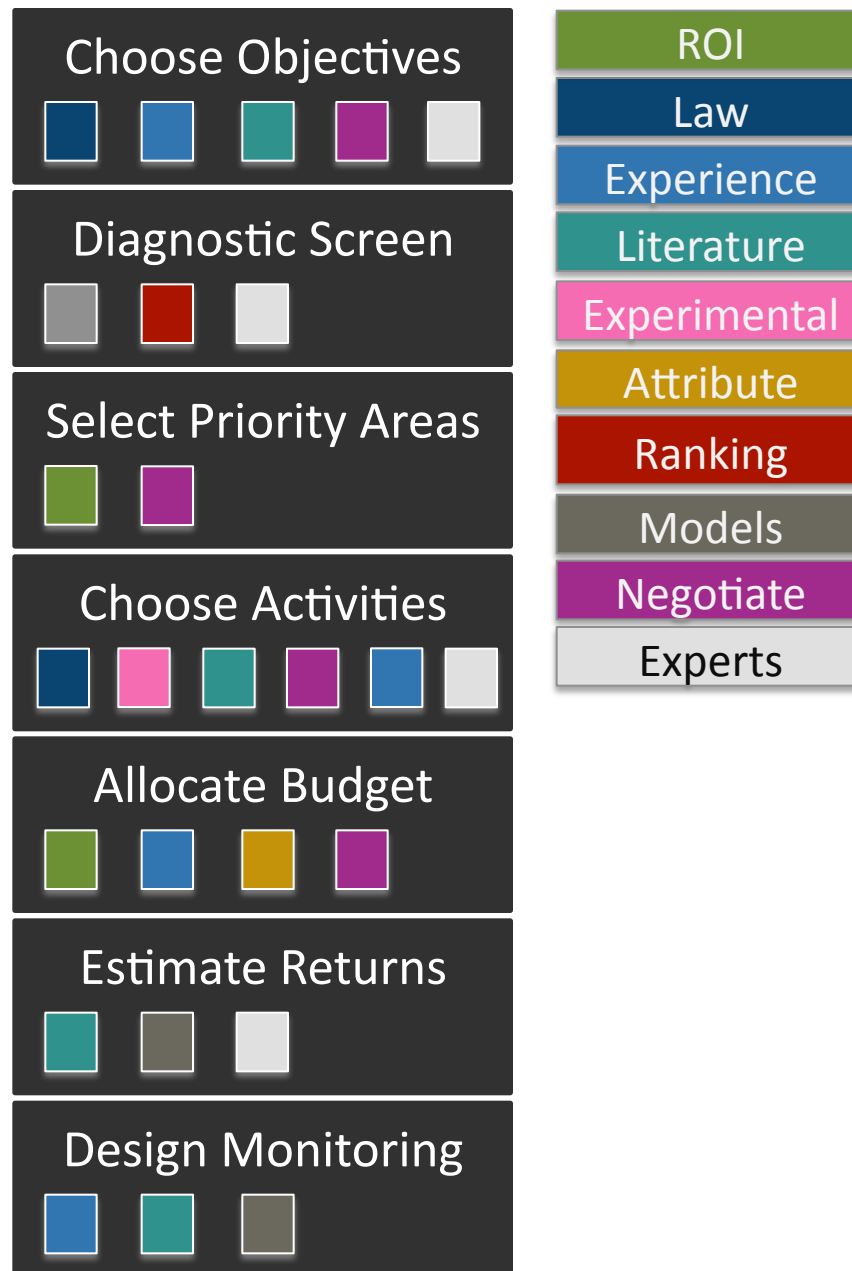 Choose Objectives
Diagnostic Screen
Select Priority Areas
Choose Activities
Allocate Budget
Estimate Returns
Design Monitoring
ROI
Law
Experience
Literature
Experimental
Attribute
Ranking
Models
Negotiate
Experts